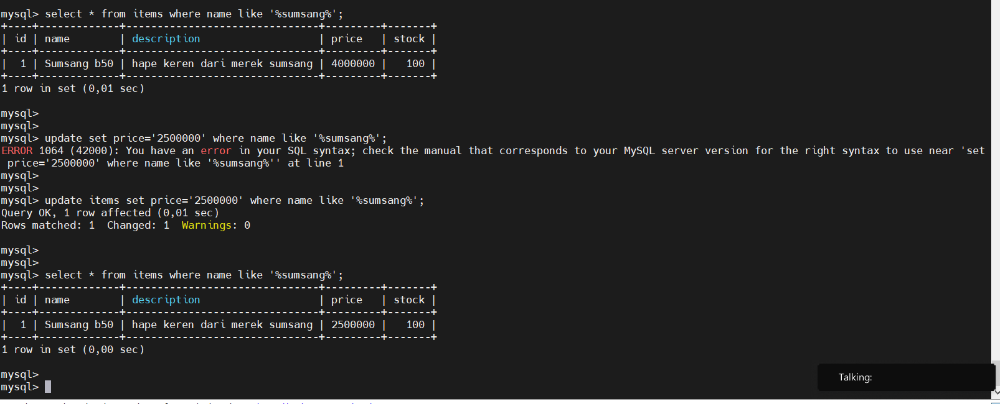 mysql> select * from items where name like '%sumsang%';
+----+-------------+-------------------------------+---------+-------+
| id | name        | description                   | price   | stock |
+----+-------------+-------------------------------+---------+-------+
|  1 | Sumsang b50 | hape keren dari merek sumsang | 4000000 |   100 |
+----+-------------+-------------------------------+---------+-------+
1 row in set (0,01 sec)
mysql>
mysql>
mysql> update set price='2500000' where name like '%sumsang%';
ERROR 1064 (42000): You have an error in your SQL syntax; check the manual that corresponds to your MySQL server version for the right syntax to use near 'set
 price='2500000' where name like '%sumsang%'' at line 1
mysql>
mysql>
mysql> update items set price='2500000' where name like '%sumsang%';
Query OK, 1 row affected (0,01 sec)
Rows matched: 1  Changed: 1  Warnings: 0
mysql>
mysql>
mysql> select * from items where name like '%sumsang%';
+----+-------------+-------------------------------+---------+-------+
| id | name        | description                   | price   | stock |
+----+-------------+-------------------------------+---------+-------+
|  1 | Sumsang b50 | hape keren dari merek sumsang | 2500000 |   100 |
+----+-------------+-------------------------------+---------+-------+
1 row in set (0,00 sec)
mysql>
Talking:
mysql>